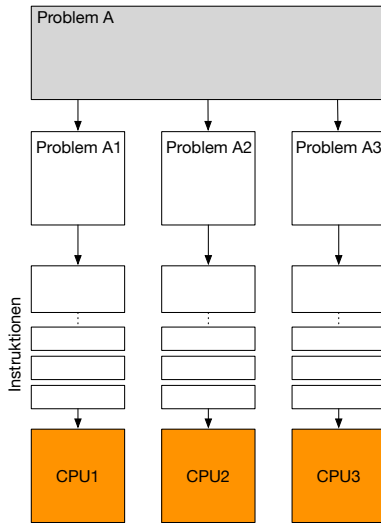 Problem A
Problem A1
Problem A2
Problem A3
Instruktionen
CPU1
CPU2
CPU3